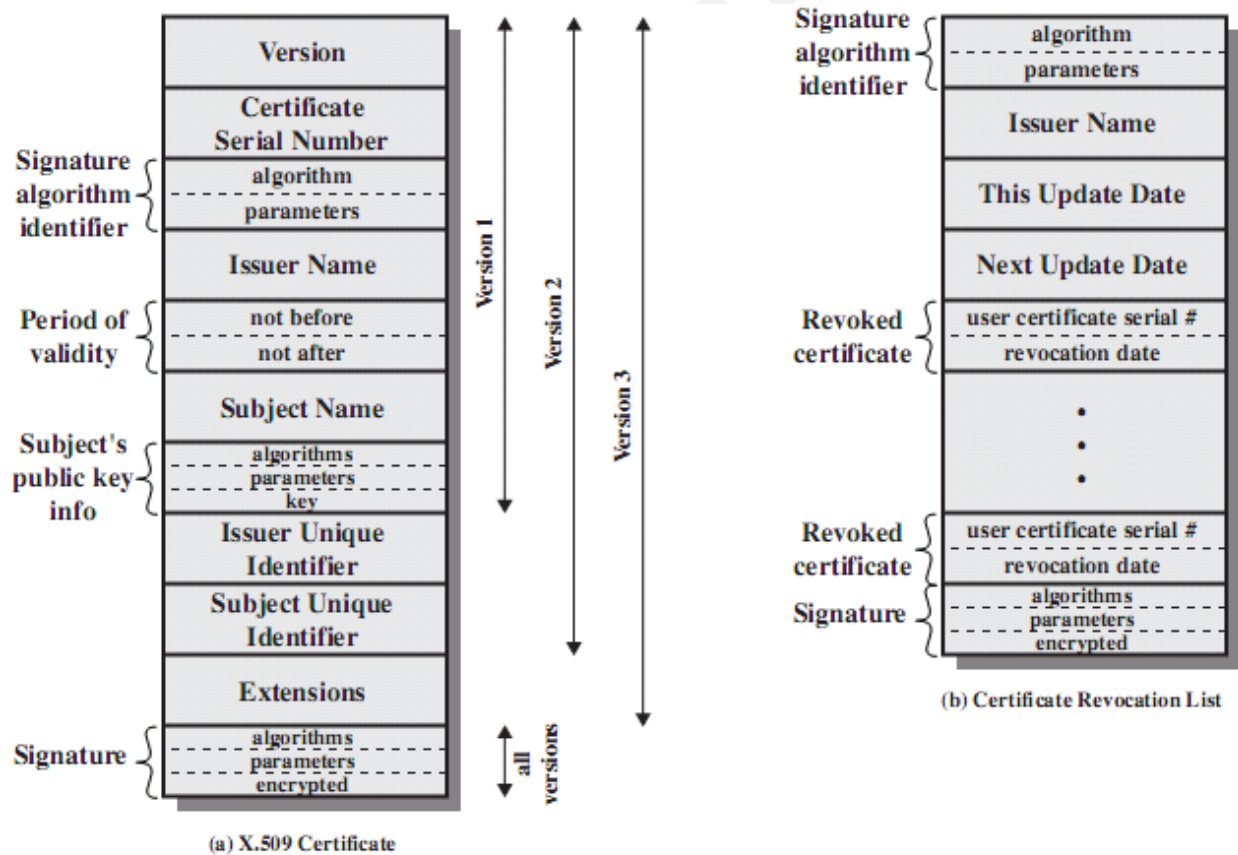 Version
Certificate
Serial Number
Signature
algorithm
identifier
algorithm
parameters
Issuer Name
Period of
validity
not before
not after
Subject Name
Subject's
public key
info
algorithms
parameters
key
Issuer Unique
Identifier
Subject Unique
Identifier
Extensions
Signature
algorithms
parameters
encrypted
Version 1
Version 2
Version 3
all
versions
(a) X.509 Certificate
Signature
algorithm
identifier
algorithm
parameters
Issuer Name
This Update Date
Next Update Date
Revoked
certificate
user certificate serial #
revocation date
Revoked
certificate
user certificate serial #
revocation date
Signature
algorithms
parameters
encrypted
(b) Certificate Revocation List